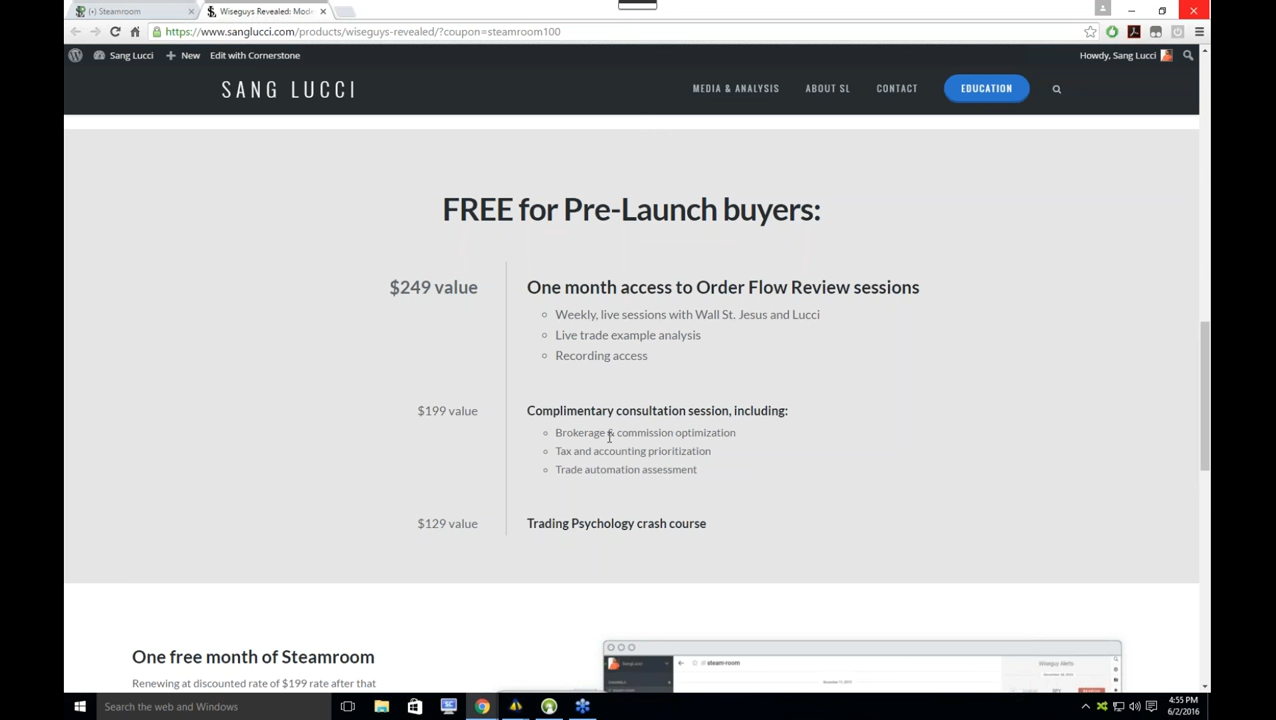 (•) Steamroom
Wiseguys Revealed: Mode
https://www.sanglucci.com/products/wiseguys-revealed/?coupon=steamroom100
Sang Lucci
New
Edit with Cornerstone
Howdy, Sang Lucci
SANG LUCCI
MEDIA & ANALYSIS
ABOUT SL
CONTACT
EDUCATION
FREE for Pre-Launch buyers:
$249 value
One month access to Order Flow Review sessions
Weekly, live sessions with Wall St. Jesus and Lucci
Live trade example analysis
Recording access
$199 value
Complimentary consultation session, including:
Brokerage & commission optimization
Tax and accounting prioritization
Trade automation assessment
$129 value
Trading Psychology crash course
One free month of Steamroom
Renewing at discounted rate of $199 rate after that
SangLucci
steam-room
Wiseguy Alerts
Search the web and Windows
4:55 PM
6/2/2016